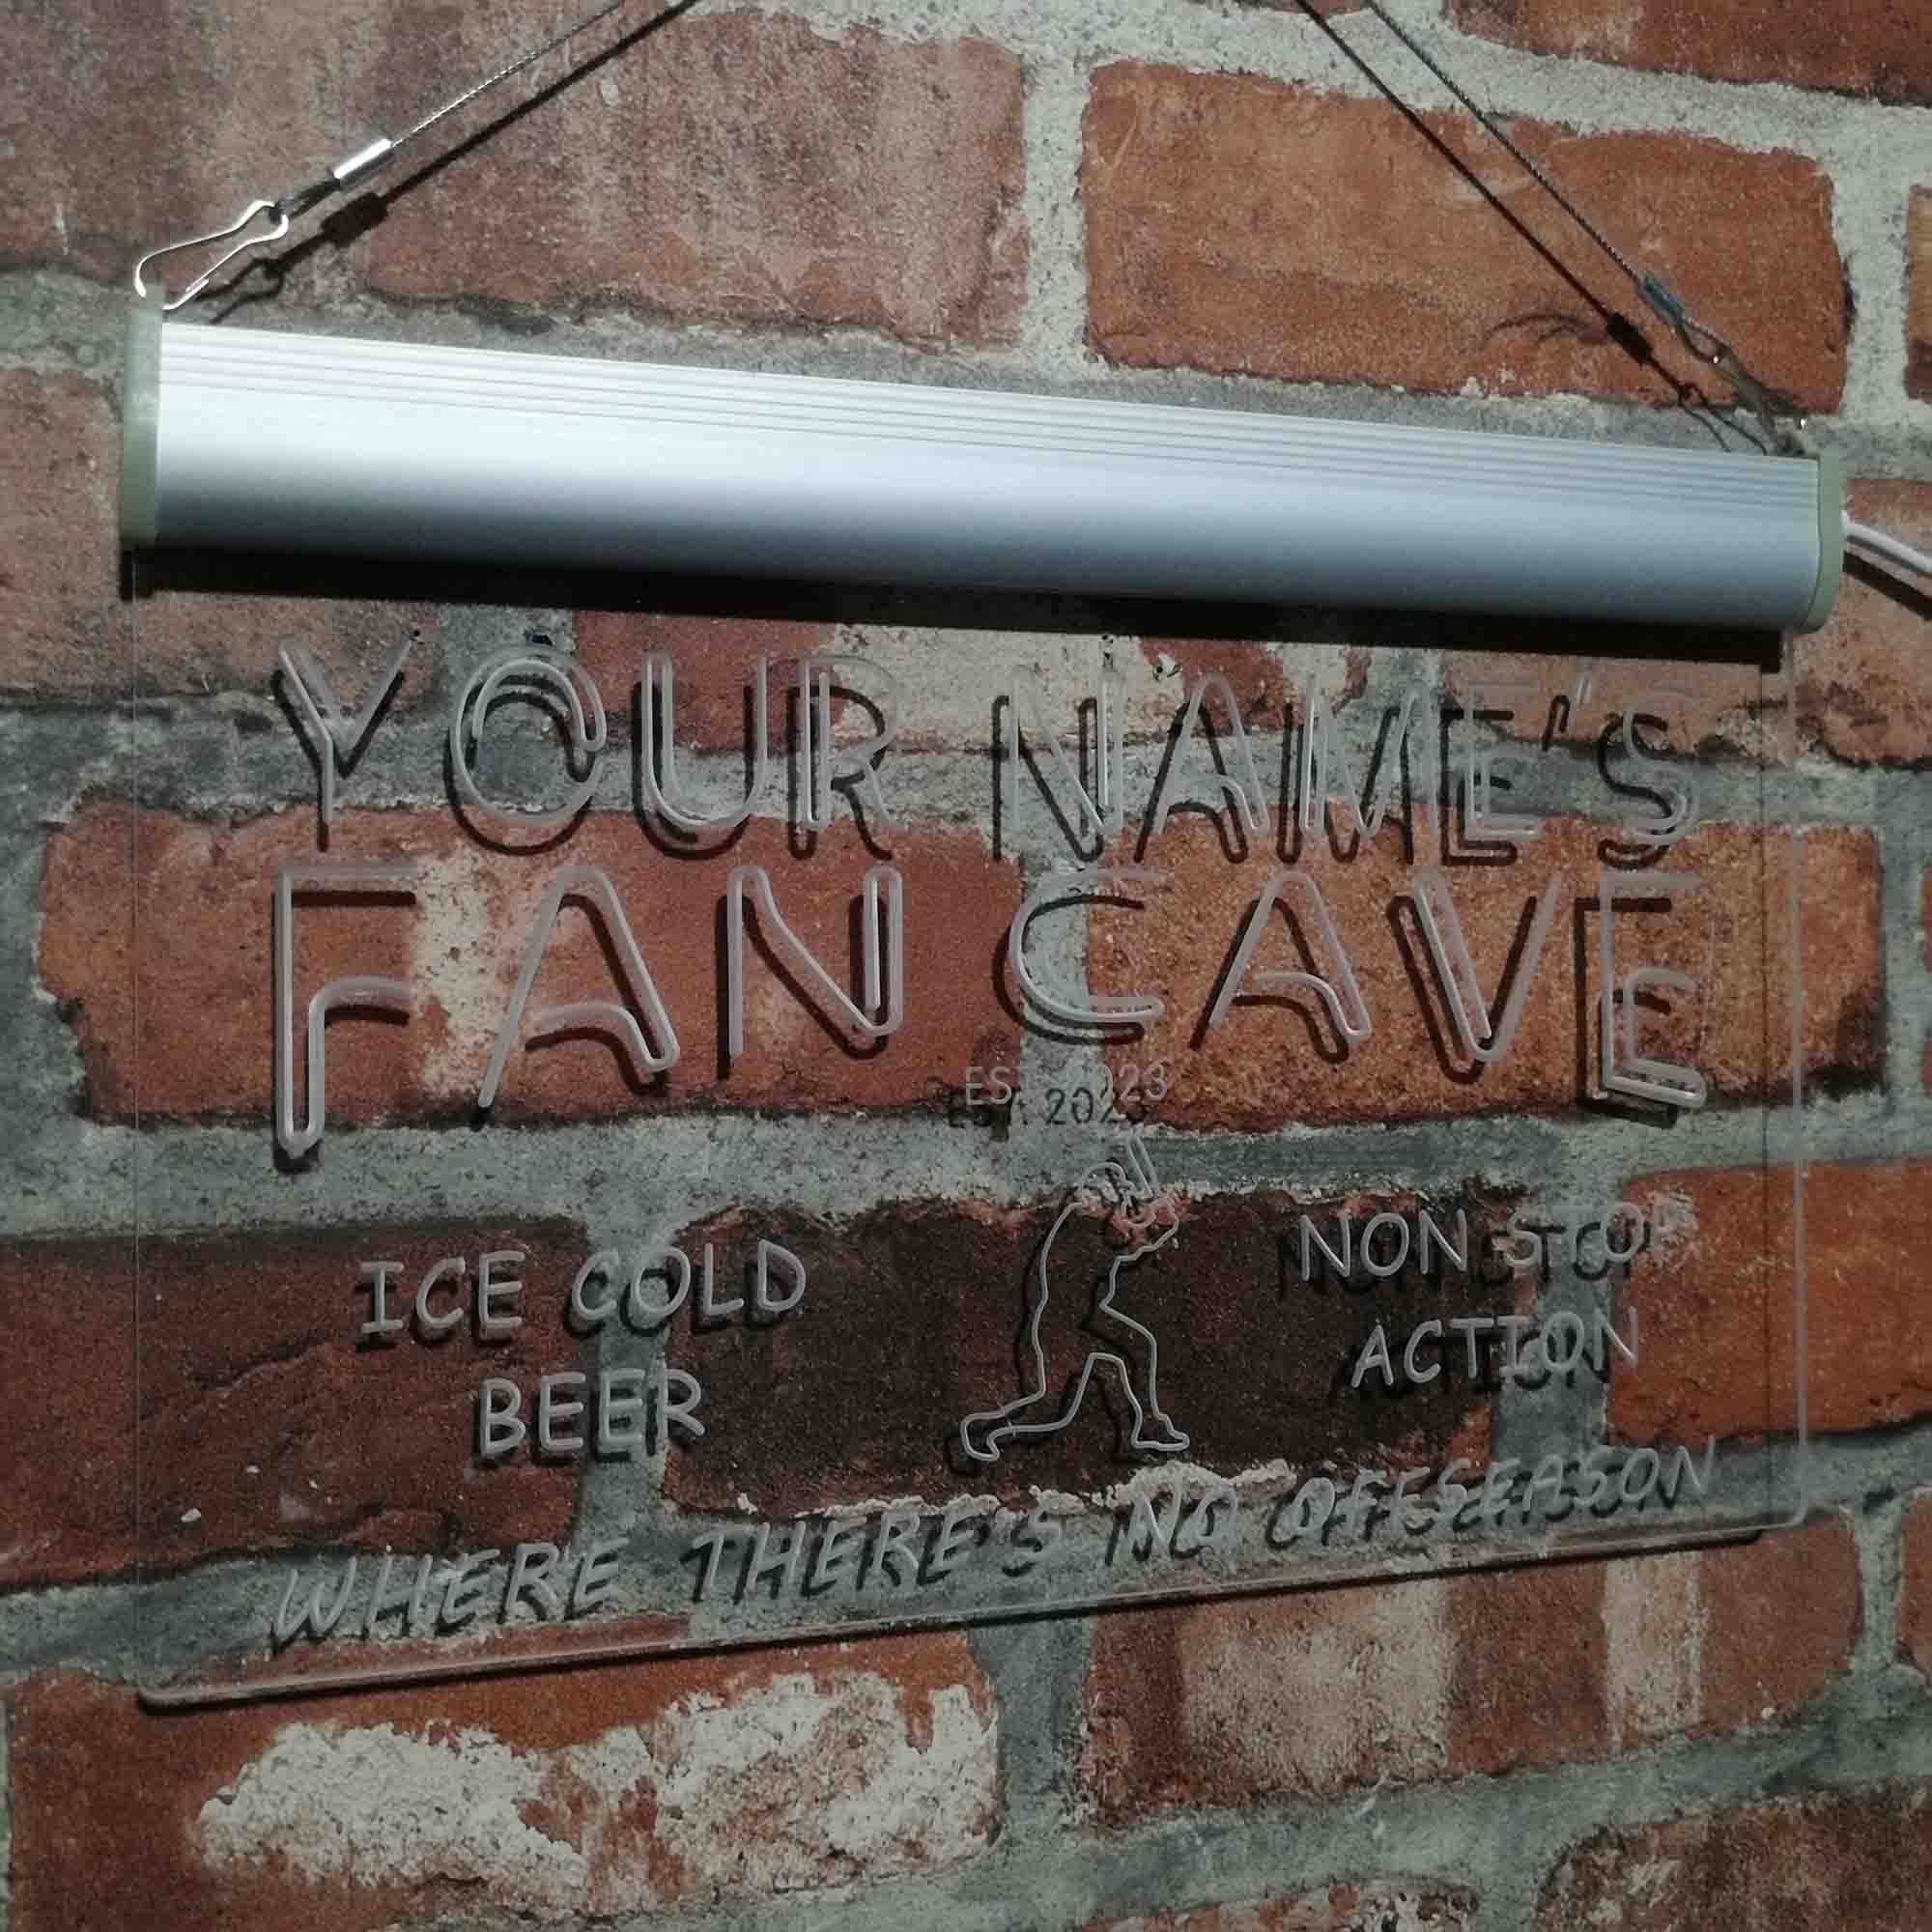 YOUR NAME'S
FAN CAVE
EST. 2023
ICE COLD
BEER
NON STOP
ACTION
WHERE THERE'S NO OFFSEASON